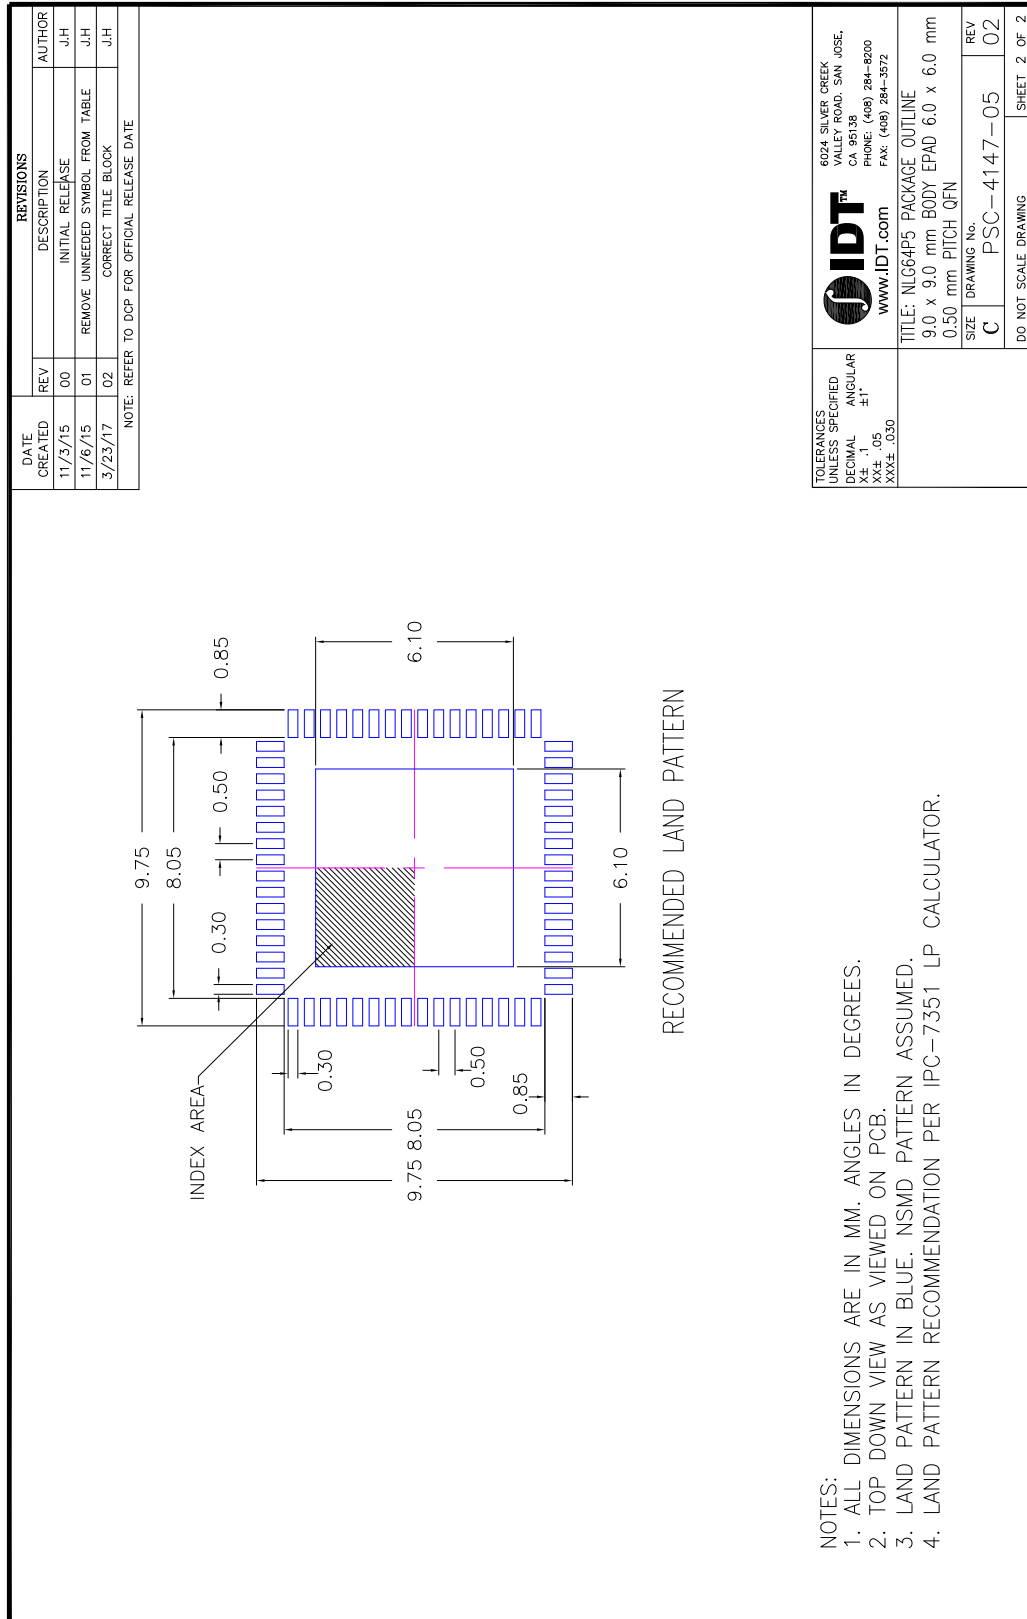 REVISIONS
DATE CREATED REV DESCRIPTION AUTHOR
11/3/15 00 INITIAL RELEASE J.H
11/6/15 01 REMOVE UNNEEDED SYMBOL FROM TABLE J.H
3/23/17 02 CORRECT TITLE BLOCK J.H
NOTE: REFER TO DCP FOR OFFICIAL RELEASE DATE
9.75
8.05
0.30
0.50
0.85
INDEX AREA
0.30
0.50
0.85
9.75
8.05
6.10
6.10
RECOMMENDED LAND PATTERN
NOTES:
1. ALL DIMENSIONS ARE IN MM. ANGLES IN DEGREES.
2. TOP DOWN VIEW AS VIEWED ON PCB.
3. LAND PATTERN IN BLUE. NSMD PATTERN ASSUMED.
4. LAND PATTERN RECOMMENDATION PER IPC-7351 LP CALCULATOR.
TOLERANCES
UNLESS SPECIFIED
DECIMAL ANGULAR
X± .1 ±1°
XX± .05
XXX± .030
IDT™
www.IDT.com
6024 SILVER CREEK
VALLEY ROAD, SAN JOSE,
CA 95138
PHONE: (408) 284-8200
FAX: (408) 284-3572
TITLE: NLG64P5 PACKAGE OUTLINE
9.0 x 9.0 mm BODY EPAD 6.0 x 6.0 mm
0.50 mm PITCH QFN
SIZE DRAWING No. REV
C PSC-4147-05 02
DO NOT SCALE DRAWING SHEET 2 OF 2